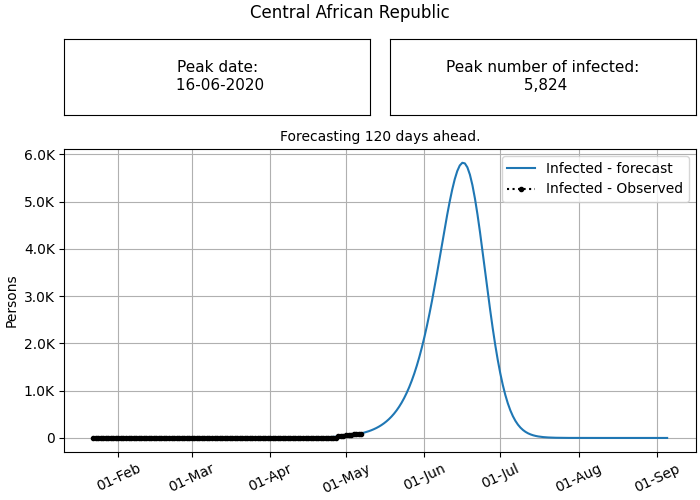 Central African Republic
Peak date:
16-06-2020
Peak number of infected:
5,824
Forecasting 120 days ahead.
6.0K
5.0K
4.0K
3.0K
2.0K
1.0K
0
Persons
Infected - forecast
Infected - Observed
01-Feb
01-Mar
01-Apr
01-May
01-Jun
01-Jul
01-Aug
01-Sep